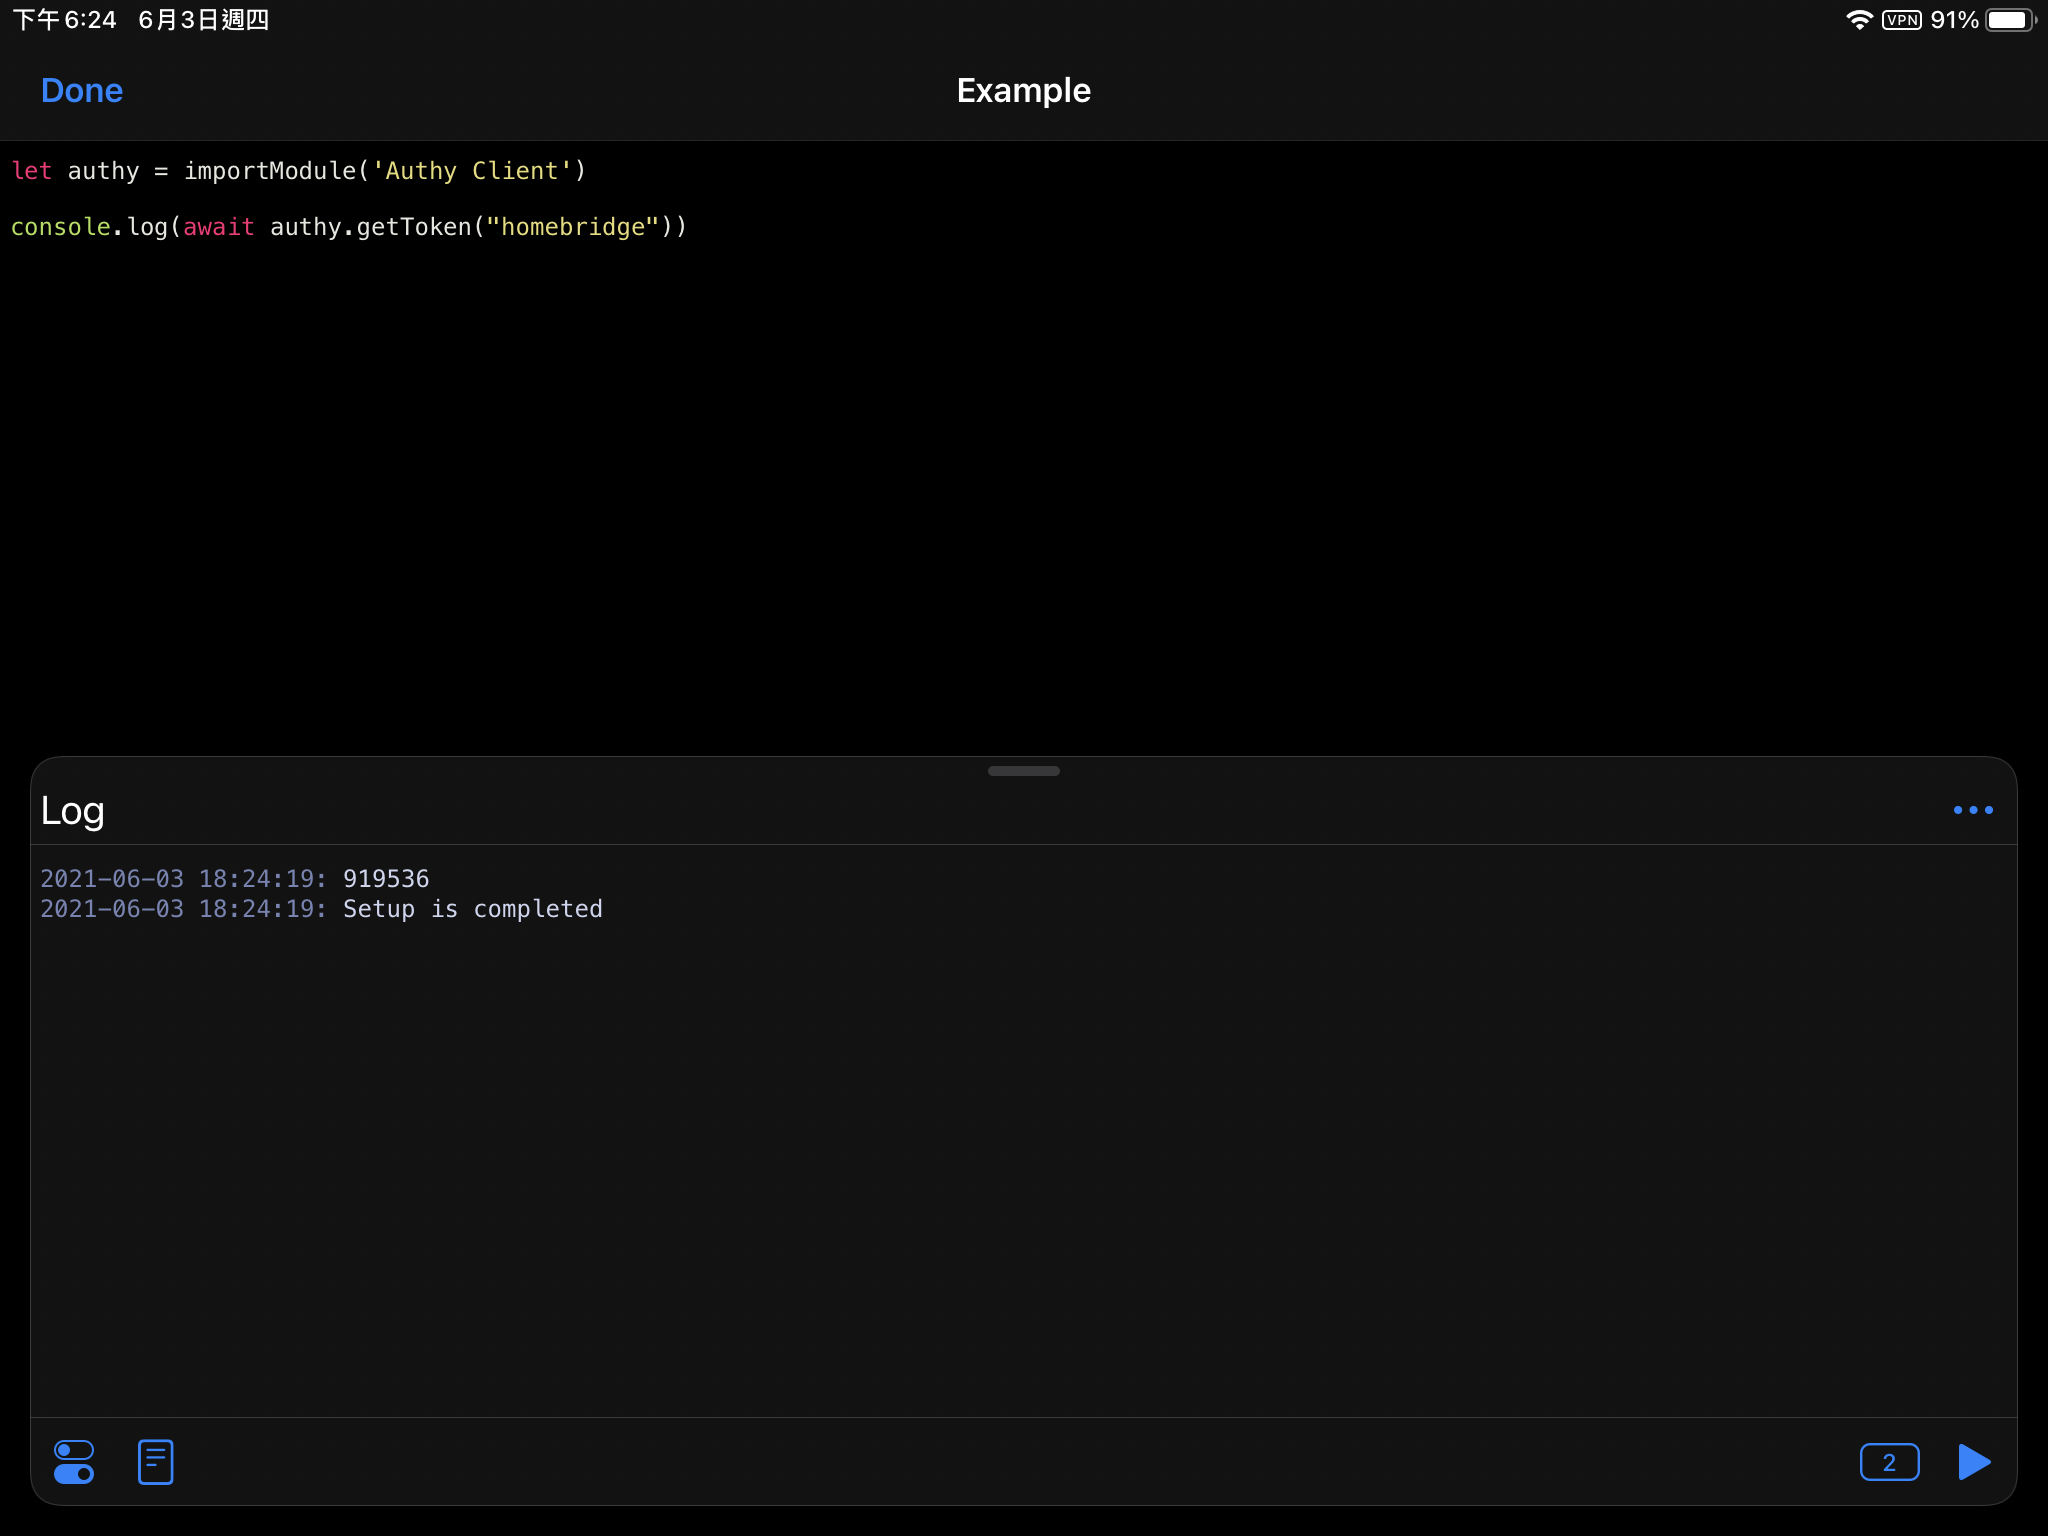 下午6:24 6月3日週四 VPN 91%
Done Example
let authy = importModule('Authy Client')
console.log(await authy.getToken("homebridge"))
Log
2021-06-03 18:24:19: 919536
2021-06-03 18:24:19: Setup is completed
2